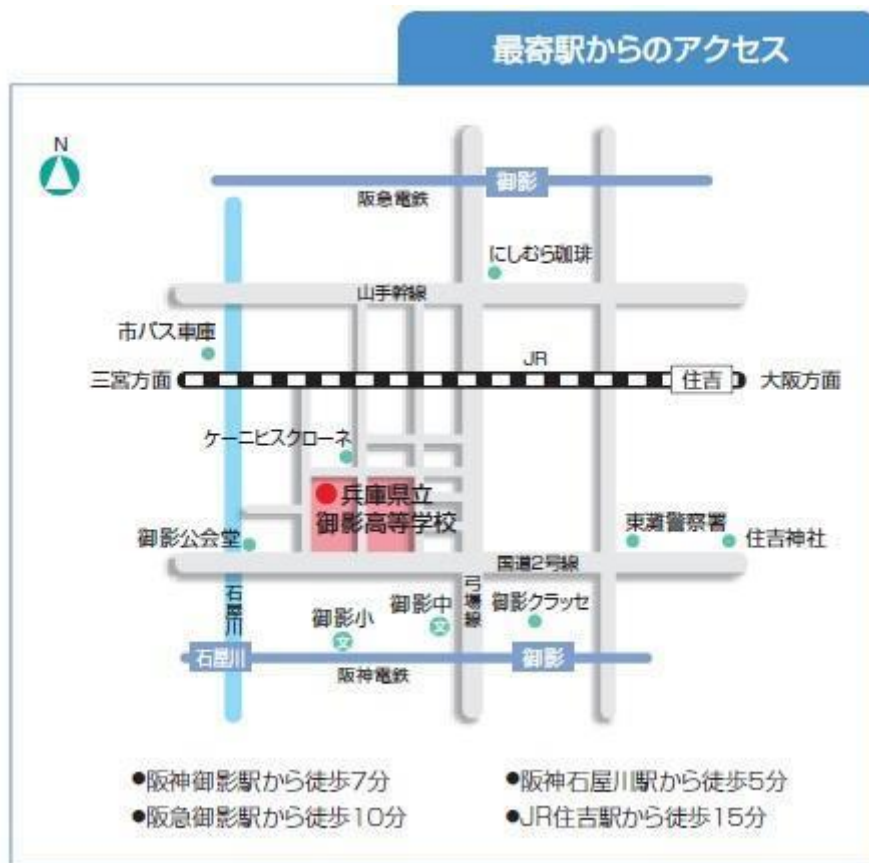 最寄駅からのアクセス
N
御影
阪急電鉄
にしむら珈琲
山手幹線
市バス車庫
JR
三宮方面
住吉
大阪方面
ケーニヒスクローネ
兵庫県立
御影高等学校
御影公会堂
東灘警察署
住吉神社
国道2号線
石屋川
弓場線
御影小
文
御影中
文
御影クラッセ
石屋川
御影
阪神電鉄
●阪神御影駅から徒歩7分
●阪神石屋川駅から徒歩5分
●阪急御影駅から徒歩10分
●JR住吉駅から徒歩15分